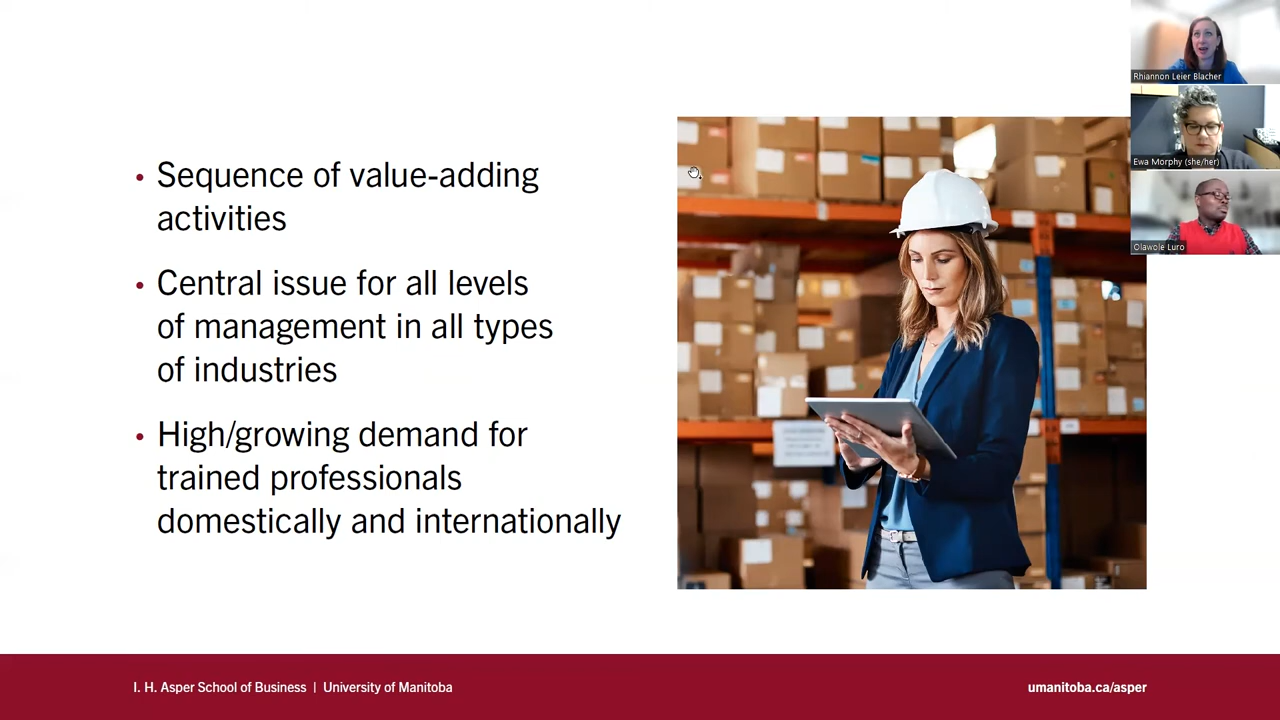 • Sequence of value-adding
activities
• Central issue for all levels
of management in all types
of industries
• High/growing demand for
trained professionals
domestically and internationally
Rhiannon Leier Blacher
Ewa Morphy (she/her)
Olawole Luro
I. H. Asper School of Business | University of Manitoba
umanitoba.ca/asper